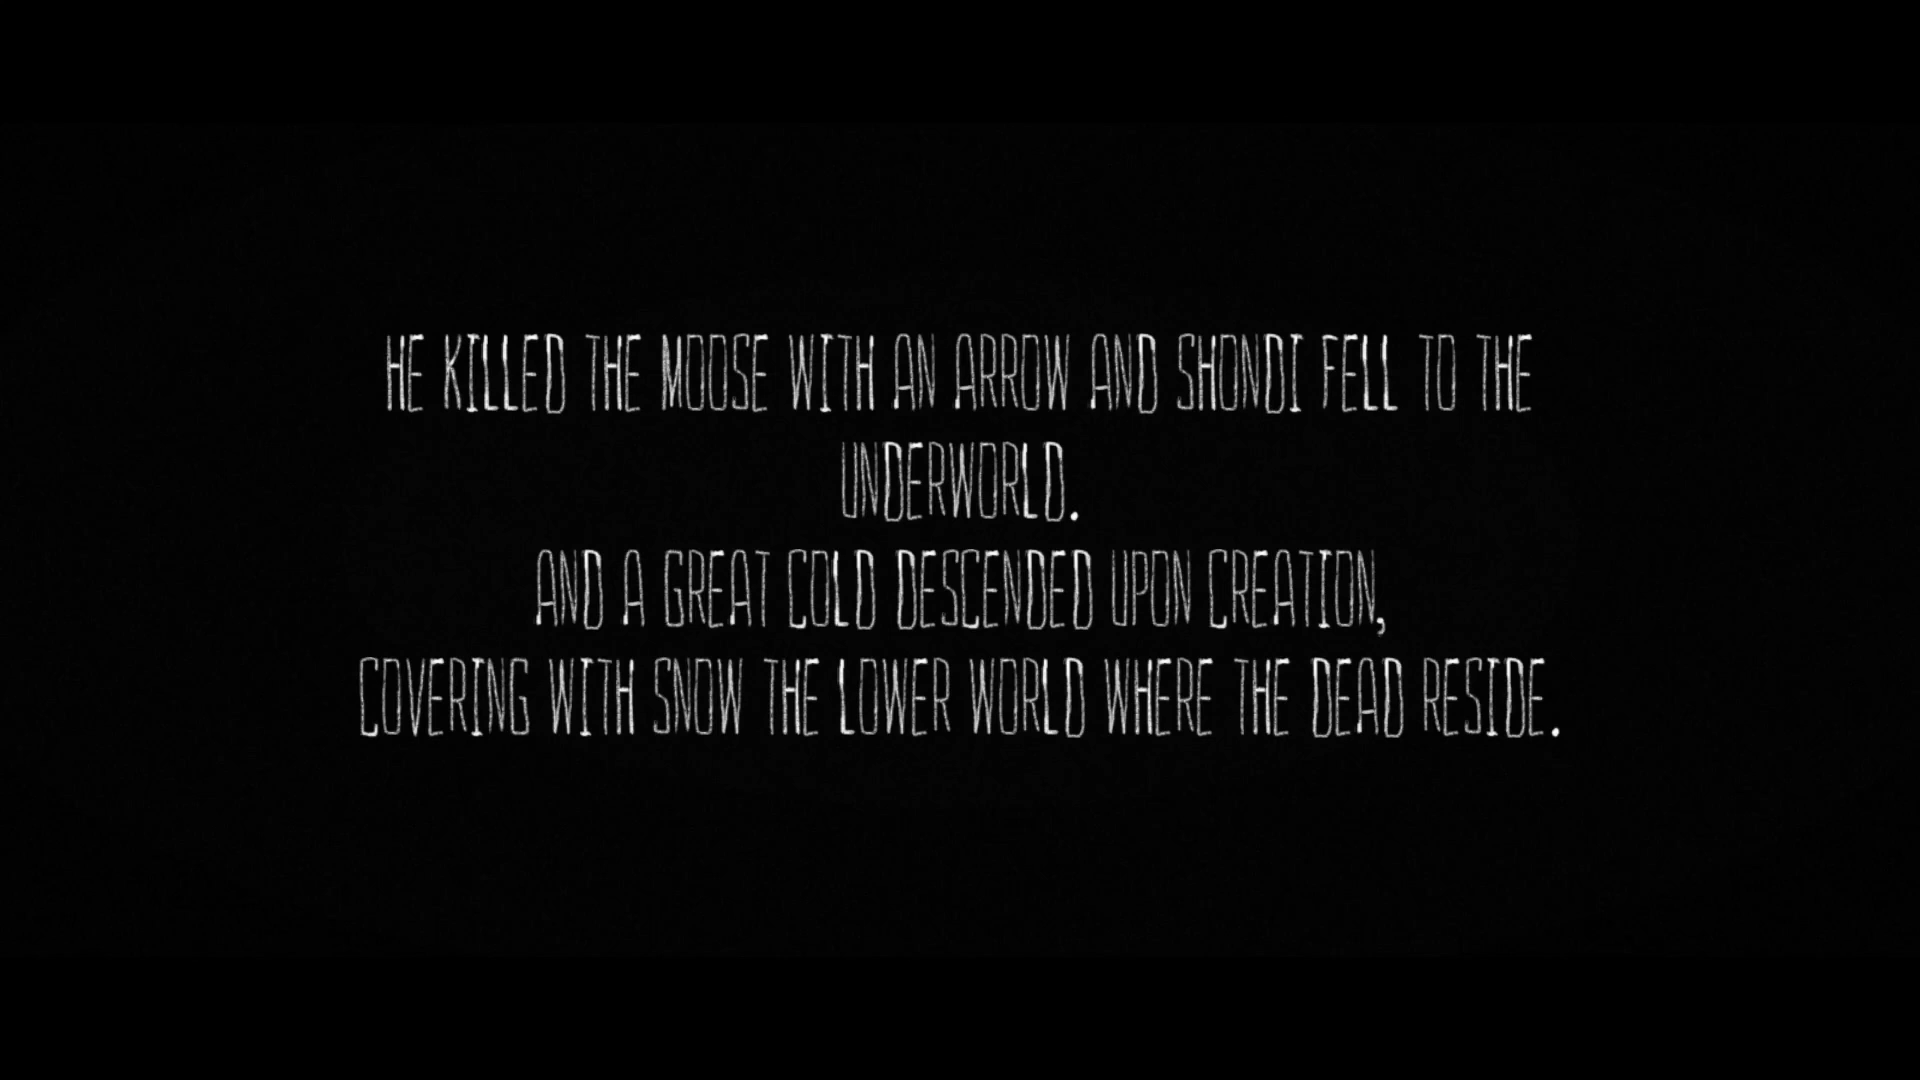 HE KILLED THE MOOSE WITH AN ARROW AND SHONDI FELL TO THE
UNDERWORLD.
AND A GREAT COLD DESCENDED UPON CREATION,
COVERING WITH SNOW THE LOWER WORLD WHERE THE DEAD RESIDE.